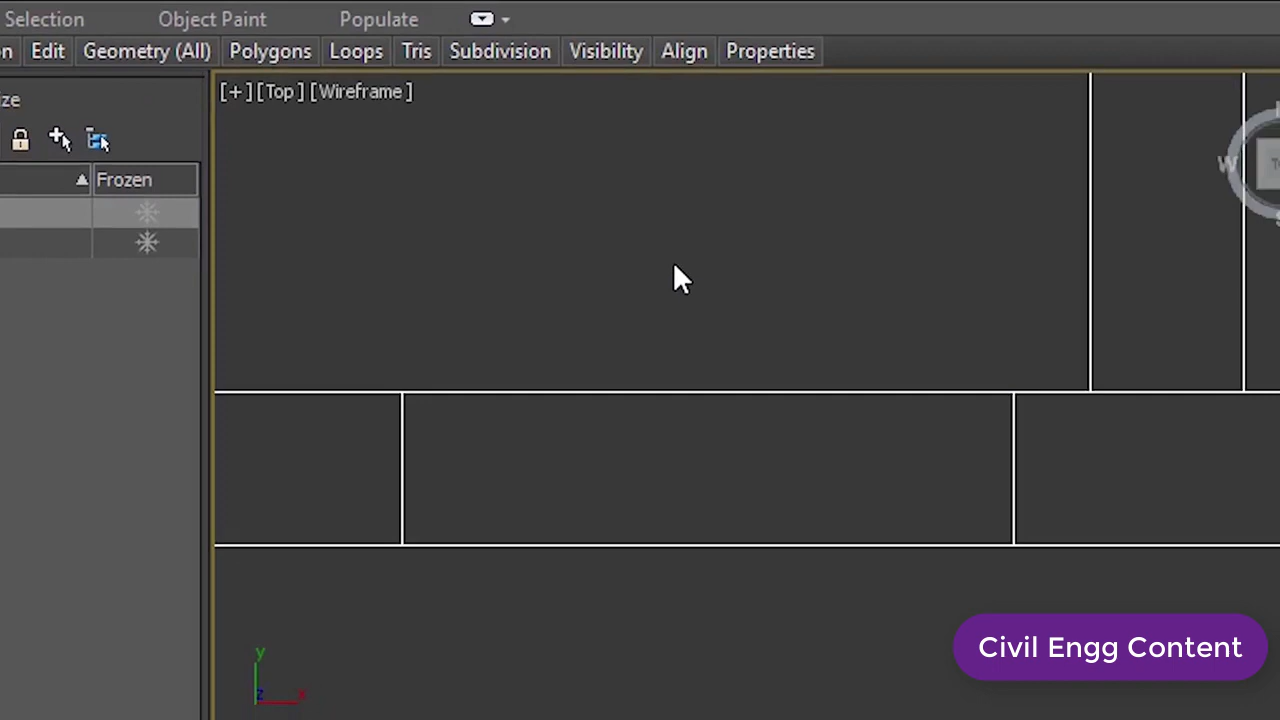 Selection Object Paint Populate
Edit Geometry (All) Polygons Loops Tris Subdivision Visibility Align Properties
[+][Top][Wireframe]
ze
W
Frozen
y
z x
Civil Engg Content